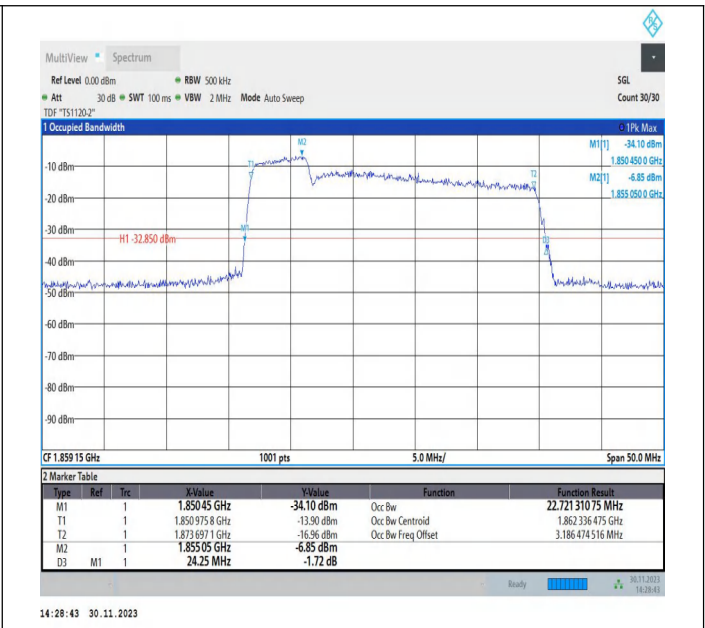 R S
MultiView Spectrum
Ref Level 0.00 dBm RBW 500 kHz SGL
Att 30 dB SWT 100 ms VBW 2 MHz Mode Auto Sweep Count 30/30
TDF "TS1120-2"
1 Occupied Bandwidth 1Pk Max
M1[1] -34.10 dBm
1.850 450 0 GHz
M2[1] -6.85 dBm
1.855 050 0 GHz
M2
T1
T2
M1
D3
-10 dBm
-20 dBm
-30 dBm
H1 -32.850 dBm
-40 dBm
-50 dBm
-60 dBm
-70 dBm
-80 dBm
-90 dBm
CF 1.859 15 GHz 1001 pts 5.0 MHz/ Span 50.0 MHz
2 Marker Table
Type Ref Trc X-Value Y-Value Function Function Result
M1 1 1.85045 GHz -34.10 dBm Occ Bw 22.721 310 75 MHz
T1 1 1.850 975 8 GHz -13.90 dBm Occ Bw Centroid 1.862 336 475 GHz
T2 1 1.873 697 1 GHz -16.96 dBm Occ Bw Freq Offset 3.186 474 516 MHz
M2 1 1.85505 GHz -6.85 dBm
D3 M1 1 24.25 MHz -1.72 dB
Ready 30.11.2023
14:28:43
14:28:43 30.11.2023